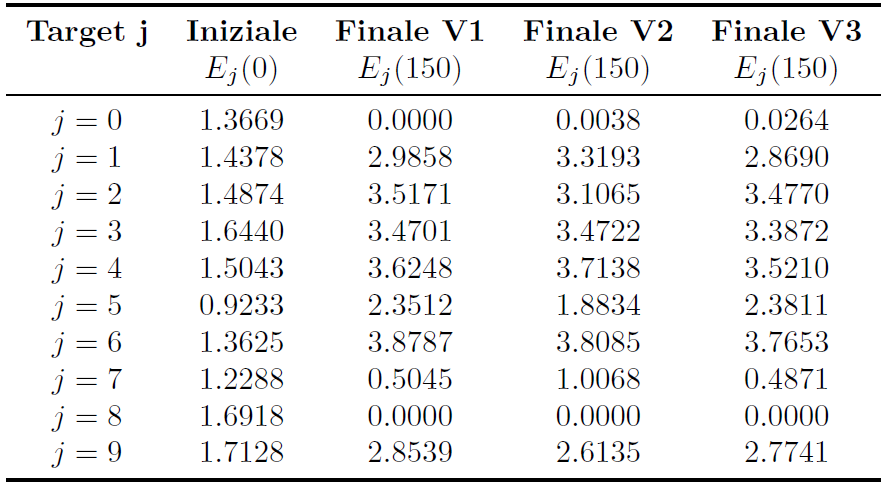 Target j Iniziale Finale V1 Finale V2 Finale V3
E_j(0) E_j(150) E_j(150) E_j(150)
j = 0 1.3669 0.0000 0.0038 0.0264
j = 1 1.4378 2.9858 3.3193 2.8690
j = 2 1.4874 3.5171 3.1065 3.4770
j = 3 1.6440 3.4701 3.4722 3.3872
j = 4 1.5043 3.6248 3.7138 3.5210
j = 5 0.9233 2.3512 1.8834 2.3811
j = 6 1.3625 3.8787 3.8085 3.7653
j = 7 1.2288 0.5045 1.0068 0.4871
j = 8 1.6918 0.0000 0.0000 0.0000
j = 9 1.7128 2.8539 2.6135 2.7741